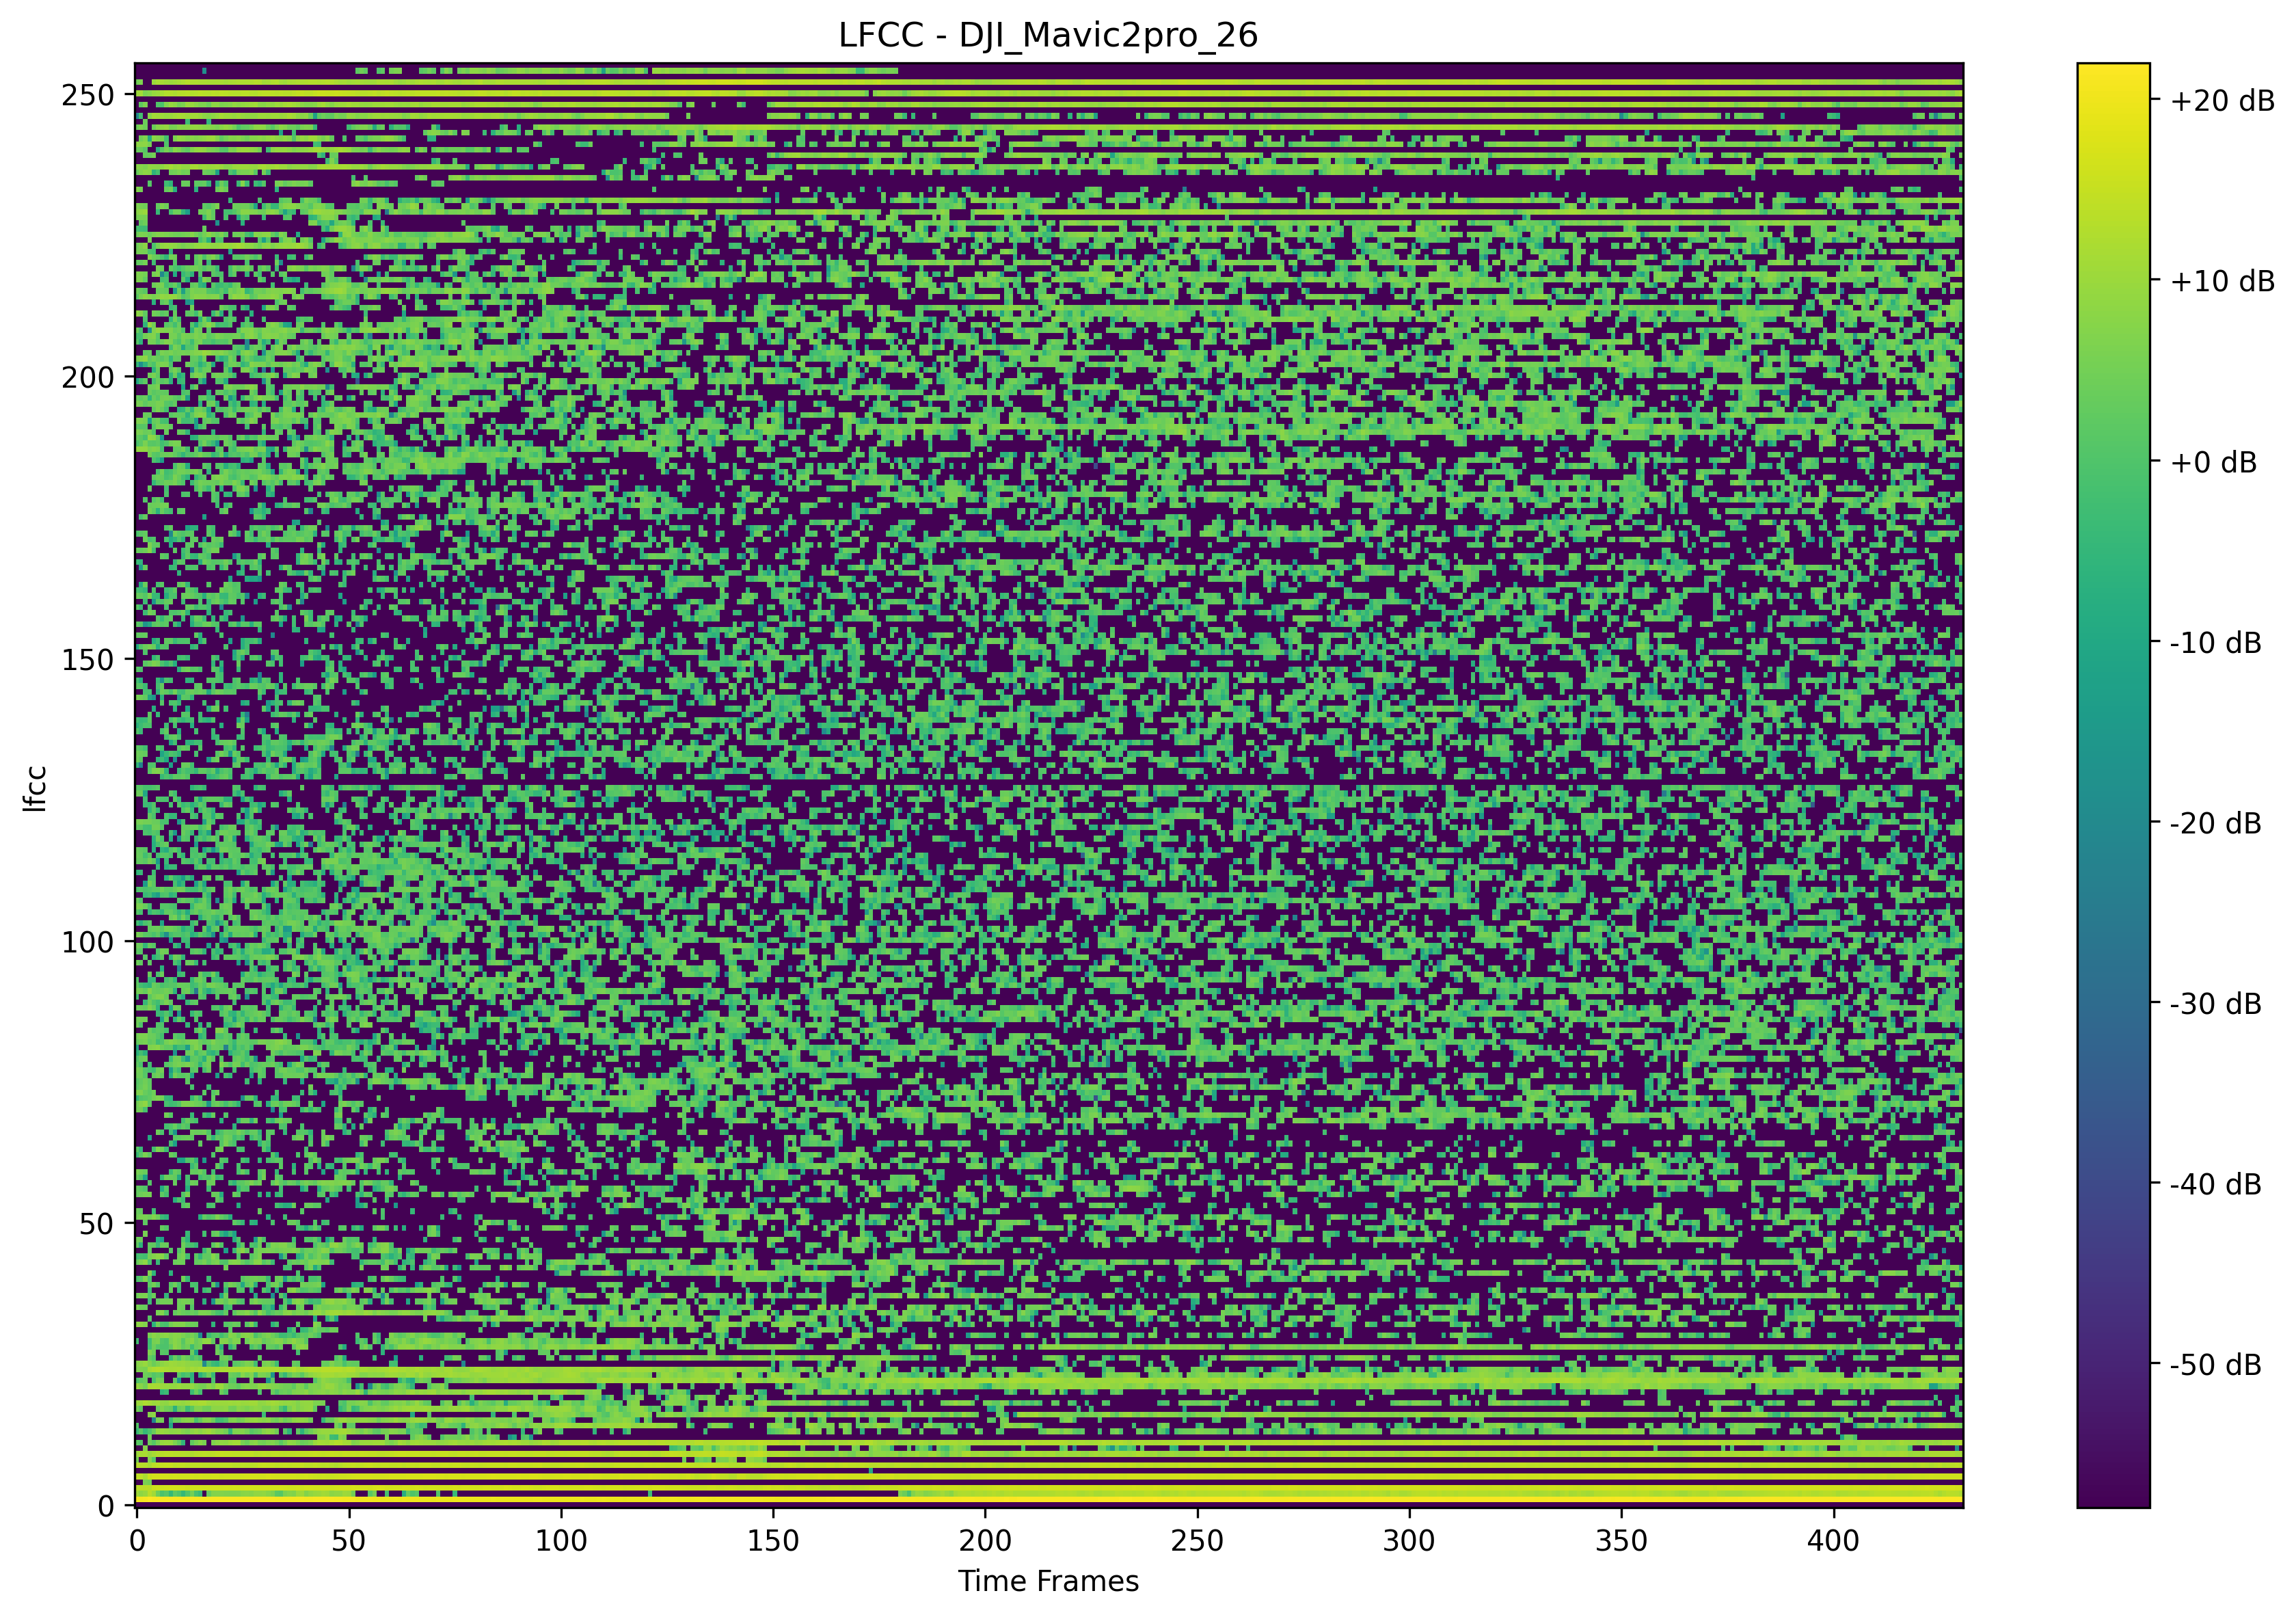 LFCC - DJI_Mavic2pro_26
250
200
150
100
50
0
lfcc
0 50 100 150 200 250 300 350 400
Time Frames
+20 dB
+10 dB
+0 dB
-10 dB
-20 dB
-30 dB
-40 dB
-50 dB